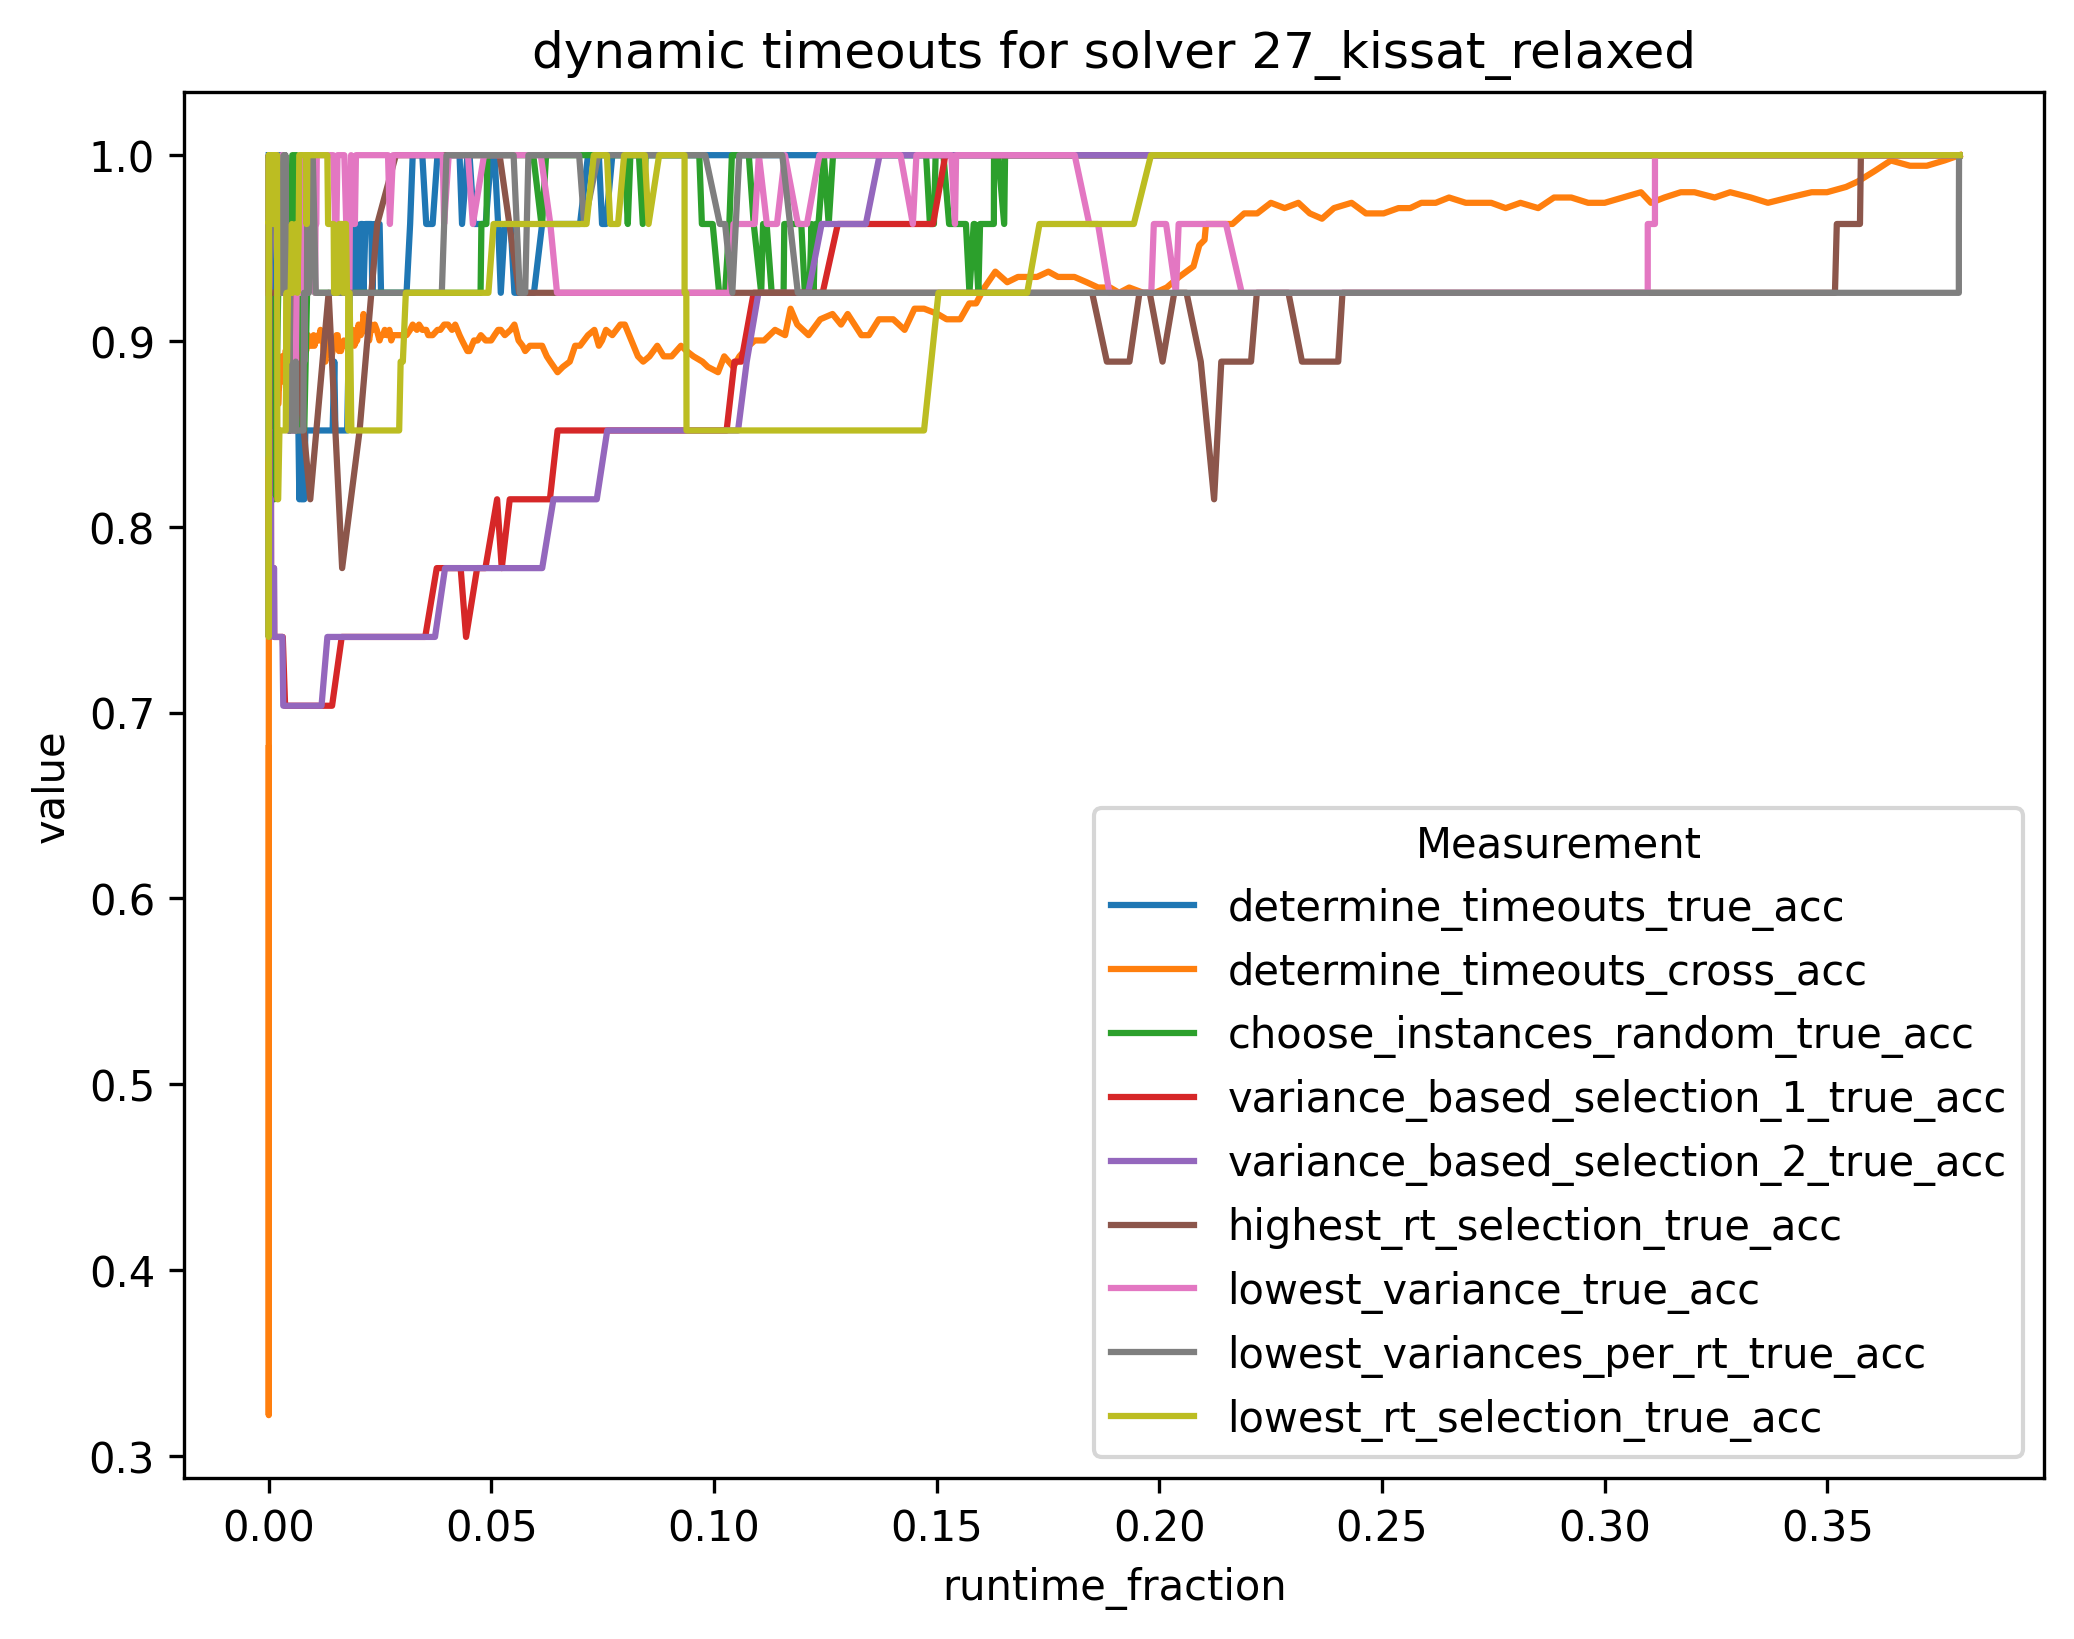 dynamic timeouts for solver 27_kissat_relaxed
value
1.0
0.9
0.8
0.7
0.6
0.5
0.4
0.3
Measurement
determine_timeouts_true_acc
determine_timeouts_cross_acc
choose_instances_random_true_acc
variance_based_selection_1_true_acc
variance_based_selection_2_true_acc
highest_rt_selection_true_acc
lowest_variance_true_acc
lowest_variances_per_rt_true_acc
lowest_rt_selection_true_acc
0.00 0.05 0.10 0.15 0.20 0.25 0.30 0.35
runtime_fraction